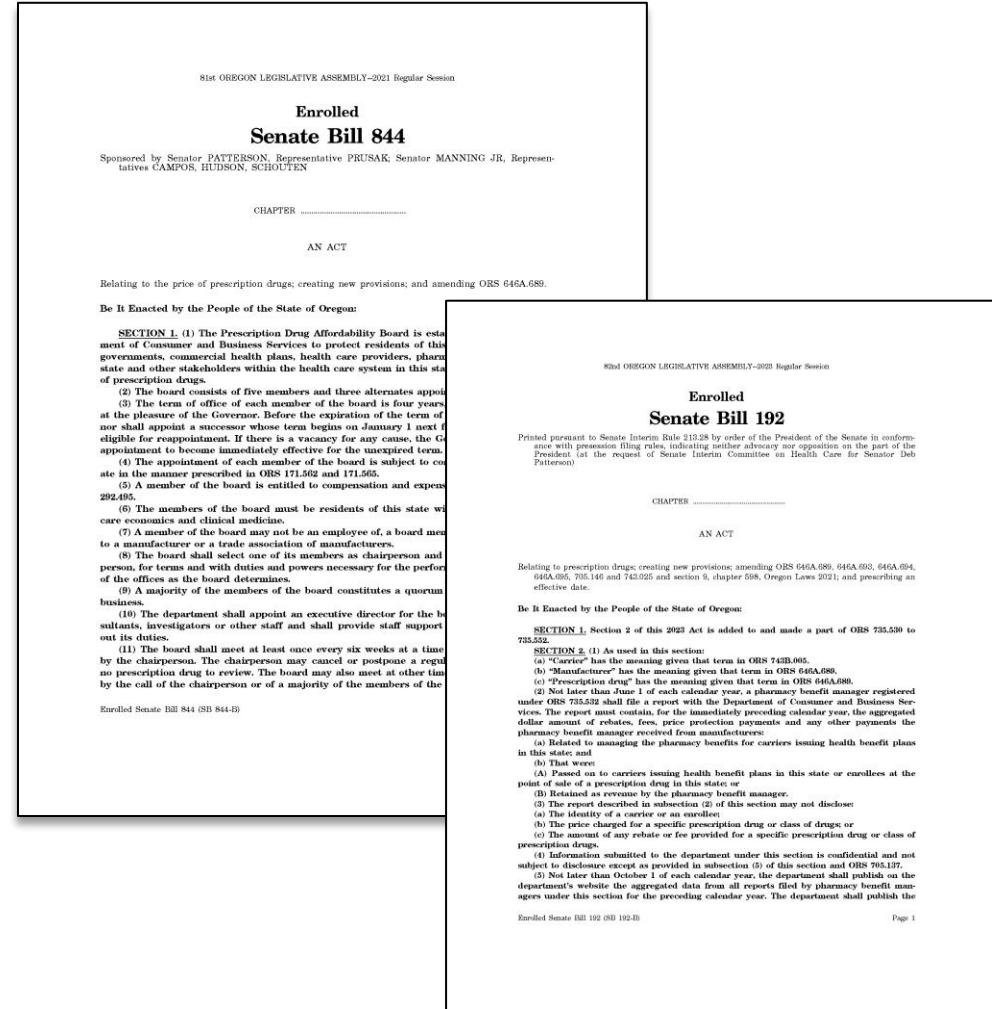 81st OREGON LEGISLATIVE ASSEMBLY--2021 Regular Session
Enrolled
Senate Bill 844
Sponsored by Senator PATTERSON, Representative PRUSAK; Senator MANNING JR, Represen-
tatives CAMPOS, HUDSON, SCHOUTEN
CHAPTER .................................................
AN ACT
Relating to the price of prescription drugs; creating new provisions; and amending ORS 646A.689.
Be It Enacted by the People of the State of Oregon:
SECTION 1. (1) The Prescription Drug Affordability Board is esta
ment of Consumer and Business Services to protect residents of this
governments, commercial health plans, health care providers, pharm
state and other stakeholders within the health care system in this sta
of prescription drugs.
(2) The board consists of five members and three alternates appoi
(3) The term of office of each member of the board is four years
at the pleasure of the Governor. Before the expiration of the term of
nor shall appoint a successor whose term begins on January 1 next f
eligible for reappointment. If there is a vacancy for any cause, the G
appointment to become immediately effective for the unexpired term.
(4) The appointment of each member of the board is subject to co
ate in the manner prescribed in ORS 171.562 and 171.565.
(5) A member of the board is entitled to compensation and expens
292.495.
(6) The members of the board must be residents of this state wi
care economics and clinical medicine.
(7) A member of the board may not be an employee of, a board mem
to a manufacturer or a trade association of manufacturers.
(8) The board shall select one of its members as chairperson and
person, for terms and with duties and powers necessary for the perfor
of the offices as the board determines.
(9) A majority of the members of the board constitutes a quorum
business.
(10) The department shall appoint an executive director for the b
sultants, investigators or other staff and shall provide staff support
out its duties.
(11) The board shall meet at least once every six weeks at a time
by the chairperson. The chairperson may cancel or postpone a regul
no prescription drug to review. The board may also meet at other tim
by the call of the chairperson or of a majority of the members of the
Enrolled Senate Bill 844 (SB 844-B)
82nd OREGON LEGISLATIVE ASSEMBLY--2023 Regular Session
Enrolled
Senate Bill 192
Printed pursuant to Senate Interim Rule 213.28 by order of the President of the Senate in conform-
ance with presession filing rules, indicating neither advocacy nor opposition on the part of the
President (at the request of Senate Interim Committee on Health Care for Senator Deb
Patterson)
CHAPTER .................................................
AN ACT
Relating to prescription drugs; creating new provisions; amending ORS 646A.689, 646A.693, 646A.694,
646A.695, 705.146 and 743.025 and section 9, chapter 598, Oregon Laws 2021; and prescribing an
effective date.
Be It Enacted by the People of the State of Oregon:
SECTION 1. Section 2 of this 2023 Act is added to and made a part of ORS 735.530 to
735.552.
SECTION 2. (1) As used in this section:
(a) “Carrier” has the meaning given that term in ORS 743B.005.
(b) “Manufacturer” has the meaning given that term in ORS 646A.689.
(c) “Prescription drug” has the meaning given that term in ORS 646A.689.
(2) Not later than June 1 of each calendar year, a pharmacy benefit manager registered
under ORS 735.532 shall file a report with the Department of Consumer and Business Ser-
vices. The report must contain, for the immediately preceding calendar year, the aggregated
dollar amount of rebates, fees, price protection payments and any other payments the
pharmacy benefit manager received from manufacturers:
(a) Related to managing the pharmacy benefits for carriers issuing health benefit plans
in this state; and
(b) That were:
(A) Passed on to carriers issuing health benefit plans in this state or enrollees at the
point of sale of a prescription drug in this state; or
(B) Retained as revenue by the pharmacy benefit manager.
(3) The report described in subsection (2) of this section may not disclose:
(a) The identity of a carrier or an enrollee;
(b) The price charged for a specific prescription drug or class of drugs; or
(c) The amount of any rebate or fee provided for a specific prescription drug or class of
prescription drugs.
(4) Information submitted to the department under this section is confidential and not
subject to disclosure except as provided in subsection (5) of this section and ORS 705.137.
(5) Not later than October 1 of each calendar year, the department shall publish on the
department’s website the aggregated data from all reports filed by pharmacy benefit man-
agers under this section for the preceding calendar year. The department shall publish the
Enrolled Senate Bill 192 (SB 192-B) Page 1